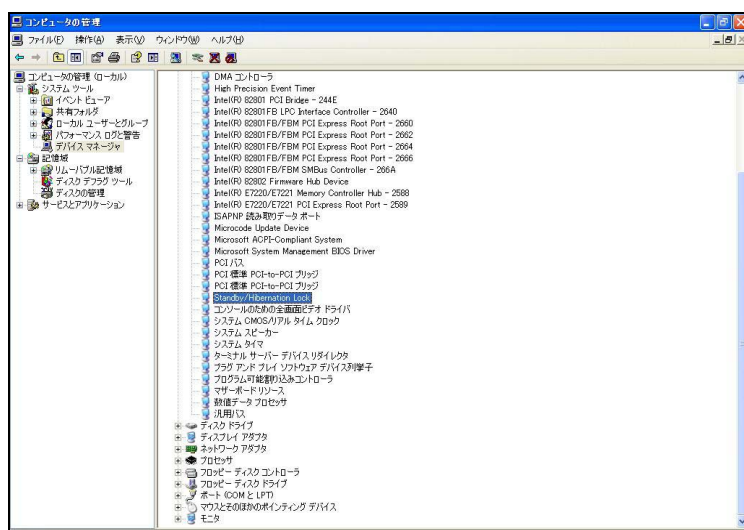 コンピュータの管理
ファイル(F) 操作(A) 表示(V) ウィンドウ(W) ヘルプ(H)
コンピュータの管理 (ローカル)
システム ツール
イベント ビューア
共有フォルダ
ローカル ユーザーとグループ
パフォーマンス ログと警告
デバイス マネージャ
記憶域
リムーバブル記憶域
ディスク デフラグ ツール
ディスクの管理
サービスとアプリケーション
DMA コントローラ
High Precision Event Timer
Intel(R) 82801 PCI Bridge - 244E
Intel(R) 82801FB LPC Interface Controller - 2640
Intel(R) 82801FB/FBM PCI Express Root Port - 2660
Intel(R) 82801FB/FBM PCI Express Root Port - 2662
Intel(R) 82801FB/FBM PCI Express Root Port - 2664
Intel(R) 82801FB/FBM PCI Express Root Port - 2666
Intel(R) 82801FB/FBM SMBus Controller - 266A
Intel(R) 82802 Firmware Hub Device
Intel(R) E7220/E7221 Memory Controller Hub - 2588
Intel(R) E7220/E7221 PCI Express Root Port - 2589
ISAPNP 読み取りデータ ポート
Microcode Update Device
Microsoft ACPI-Compliant System
Microsoft System Management BIOS Driver
PCI バス
PCI 標準 PCI-to-PCI ブリッジ
PCI 標準 PCI-to-PCI ブリッジ
Standby/Hibernation Lock
コンソールのための全画面ビデオ ドライバ
システム CMOS/リアル タイム クロック
システム スピーカー
システム タイマ
ターミナル サーバー デバイス リダイレクタ
プラグ アンド プレイ ソフトウェア デバイス列挙子
プログラム可能割り込みコントローラ
マザーボード リソース
数値データ プロセッサ
汎用バス
ディスク ドライブ
ディスプレイ アダプタ
ネットワーク アダプタ
プロセッサ
フロッピー ディスク コントローラ
フロッピー ディスク ドライブ
ポート (COM と LPT)
マウスとそのほかのポインティング デバイス
モニタ